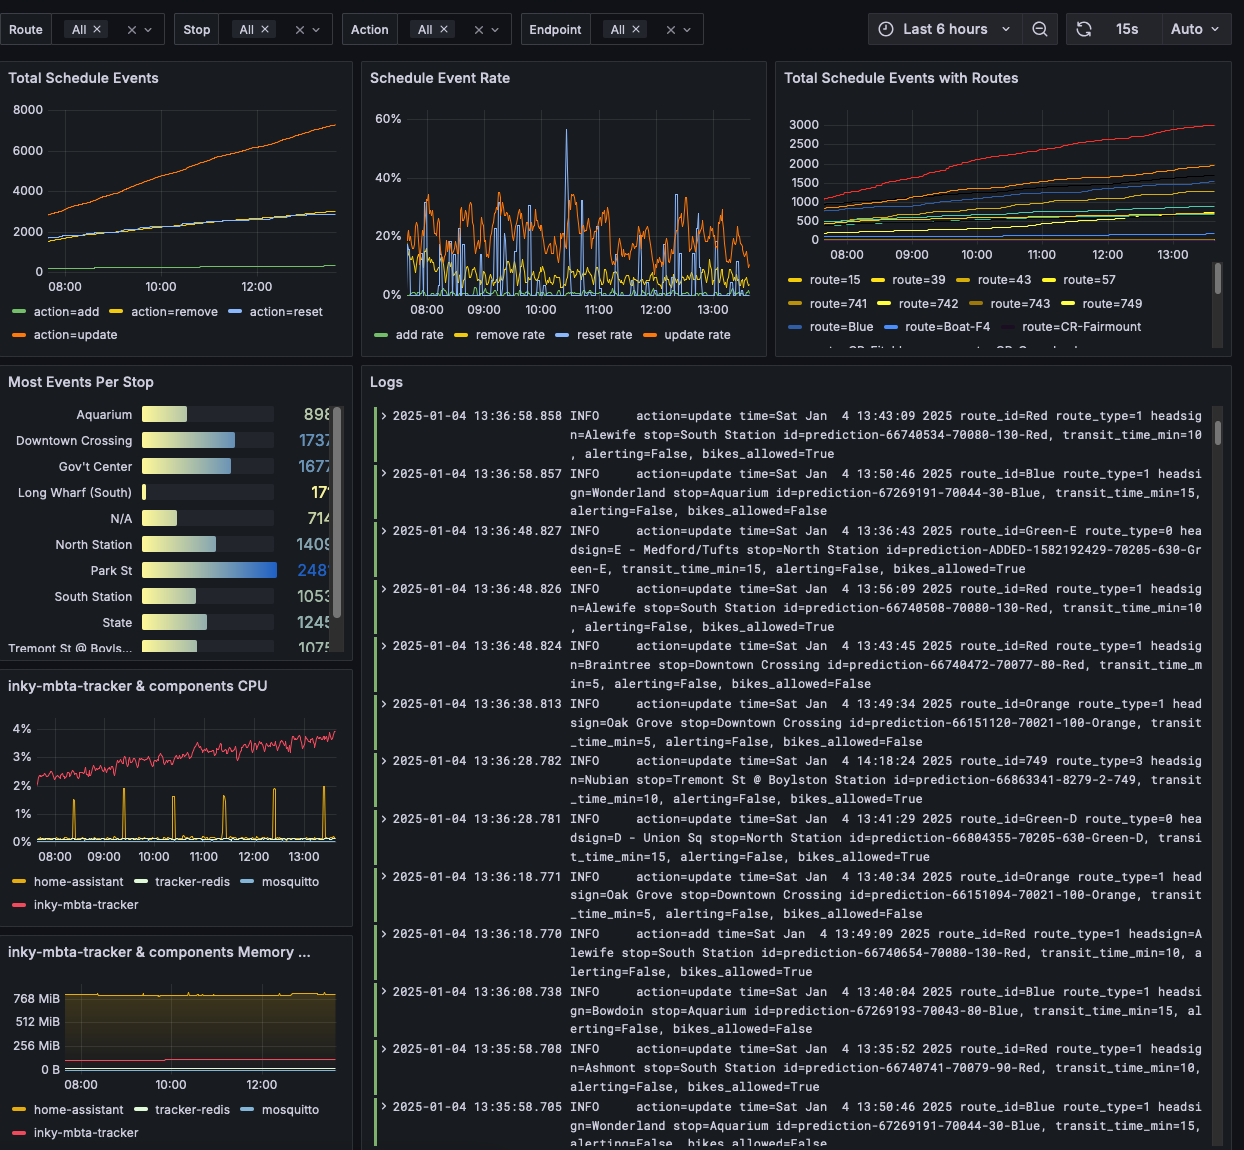 Route All Stop All Action All Endpoint All Last 6 hours 15s Auto
Total Schedule Events
8000
6000
4000
2000
0
08:00 10:00 12:00
action=add action=remove action=reset
action=update
Schedule Event Rate
60%
40%
20%
0%
08:00 09:00 10:00 11:00 12:00 13:00
add rate remove rate reset rate update rate
Total Schedule Events with Routes
3000
2500
2000
1500
1000
500
0
08:00 09:00 10:00 11:00 12:00 13:00
route=15 route=39 route=43 route=57
route=741 route=742 route=743 route=749
route=Blue route=Boat-F4 route=CR-Fairmount
Most Events Per Stop
Aquarium 898
Downtown Crossing 1737
Gov't Center 1677
Long Wharf (South) 17
N/A 714
North Station 1409
Park St 248
South Station 1053
State 1245
Tremont St @ Boyls... 1075
inky-mbta-tracker & components CPU
4%
3%
2%
1%
0%
08:00 09:00 10:00 11:00 12:00 13:00
home-assistant tracker-redis mosquitto
inky-mbta-tracker
inky-mbta-tracker & components Memory ...
768 MiB
512 MiB
256 MiB
0 B
08:00 10:00 12:00
home-assistant tracker-redis mosquitto
inky-mbta-tracker
Logs
2025-01-04 13:36:58.858 INFO action=update time=Sat Jan 4 13:43:09 2025 route_id=Red route_type=1 headsig
n=Alewife stop=South Station id=prediction-66740534-70080-130-Red, transit_time_min=10
, alerting=False, bikes_allowed=True
2025-01-04 13:36:58.857 INFO action=update time=Sat Jan 4 13:50:46 2025 route_id=Blue route_type=1 headsi
gn=Wonderland stop=Aquarium id=prediction-67269191-70044-30-Blue, transit_time_min=15,
alerting=False, bikes_allowed=False
2025-01-04 13:36:48.827 INFO action=update time=Sat Jan 4 13:36:43 2025 route_id=Green-E route_type=0 hea
dsign=E - Medford/Tufts stop=North Station id=prediction-ADDED-1582192429-70205-630-Gr
een-E, transit_time_min=15, alerting=False, bikes_allowed=True
2025-01-04 13:36:48.826 INFO action=update time=Sat Jan 4 13:56:09 2025 route_id=Red route_type=1 headsig
n=Alewife stop=South Station id=prediction-66740508-70080-130-Red, transit_time_min=10
, alerting=False, bikes_allowed=True
2025-01-04 13:36:48.824 INFO action=update time=Sat Jan 4 13:43:45 2025 route_id=Red route_type=1 headsig
n=Braintree stop=Downtown Crossing id=prediction-66740472-70077-80-Red, transit_time_m
in=5, alerting=False, bikes_allowed=False
2025-01-04 13:36:38.813 INFO action=update time=Sat Jan 4 13:49:34 2025 route_id=Orange route_type=1 head
sign=Oak Grove stop=Downtown Crossing id=prediction-66151120-70021-100-Orange, transit
_time_min=5, alerting=False, bikes_allowed=False
2025-01-04 13:36:28.782 INFO action=update time=Sat Jan 4 14:18:24 2025 route_id=749 route_type=3 headsig
n=Nubian stop=Tremont St @ Boylston Station id=prediction-66863341-8279-2-749, transit
_time_min=10, alerting=False, bikes_allowed=True
2025-01-04 13:36:28.781 INFO action=update time=Sat Jan 4 13:41:29 2025 route_id=Green-D route_type=0 hea
dsign=D - Union Sq stop=North Station id=prediction-66804355-70205-630-Green-D, transi
t_time_min=15, alerting=False, bikes_allowed=True
2025-01-04 13:36:18.771 INFO action=update time=Sat Jan 4 13:40:34 2025 route_id=Orange route_type=1 head
sign=Oak Grove stop=Downtown Crossing id=prediction-66151094-70021-100-Orange, transit
_time_min=5, alerting=False, bikes_allowed=False
2025-01-04 13:36:18.770 INFO action=add time=Sat Jan 4 13:49:09 2025 route_id=Red route_type=1 headsign=A
lewife stop=South Station id=prediction-66740654-70080-130-Red, transit_time_min=10, a
lerting=False, bikes_allowed=True
2025-01-04 13:36:08.738 INFO action=update time=Sat Jan 4 13:40:04 2025 route_id=Blue route_type=1 headsi
gn=Bowdoin stop=Aquarium id=prediction-67269193-70043-80-Blue, transit_time_min=15, al
erting=False, bikes_allowed=False
2025-01-04 13:35:58.708 INFO action=update time=Sat Jan 4 13:35:52 2025 route_id=Red route_type=1 headsig
n=Ashmont stop=South Station id=prediction-66740741-70079-90-Red, transit_time_min=10,
alerting=False, bikes_allowed=True
2025-01-04 13:35:58.705 INFO action=update time=Sat Jan 4 13:50:46 2025 route_id=Blue route_type=1 headsi
gn=Wonderland stop=Aquarium id=prediction-67269191-70044-30-Blue, transit_time_min=15,
alerting=False, bikes_allowed=False